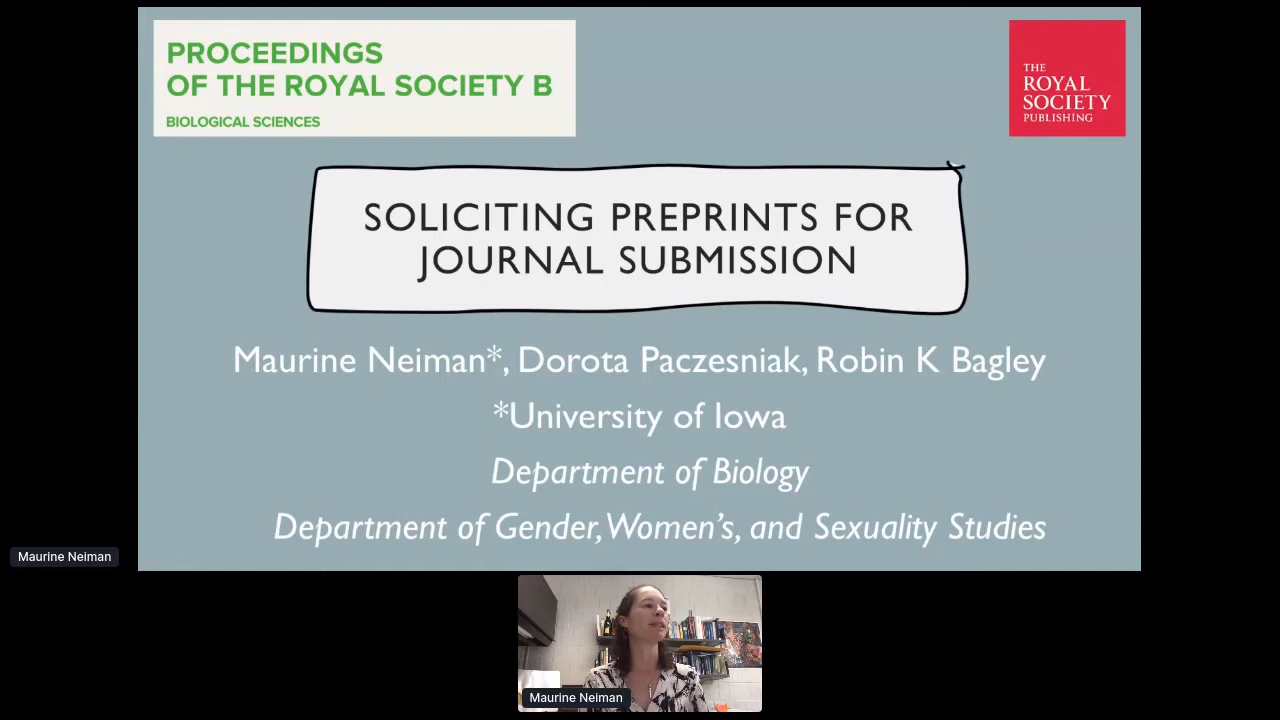 PROCEEDINGS
OF THE ROYAL SOCIETY B
BIOLOGICAL SCIENCES
THE
ROYAL
SOCIETY
PUBLISHING
SOLICITING PREPRINTS FOR
JOURNAL SUBMISSION
Maurine Neiman*, Dorota Paczesniak, Robin K Bagley
*University of Iowa
Department of Biology
Department of Gender, Women's, and Sexuality Studies
Maurine Neiman
Maurine Neiman